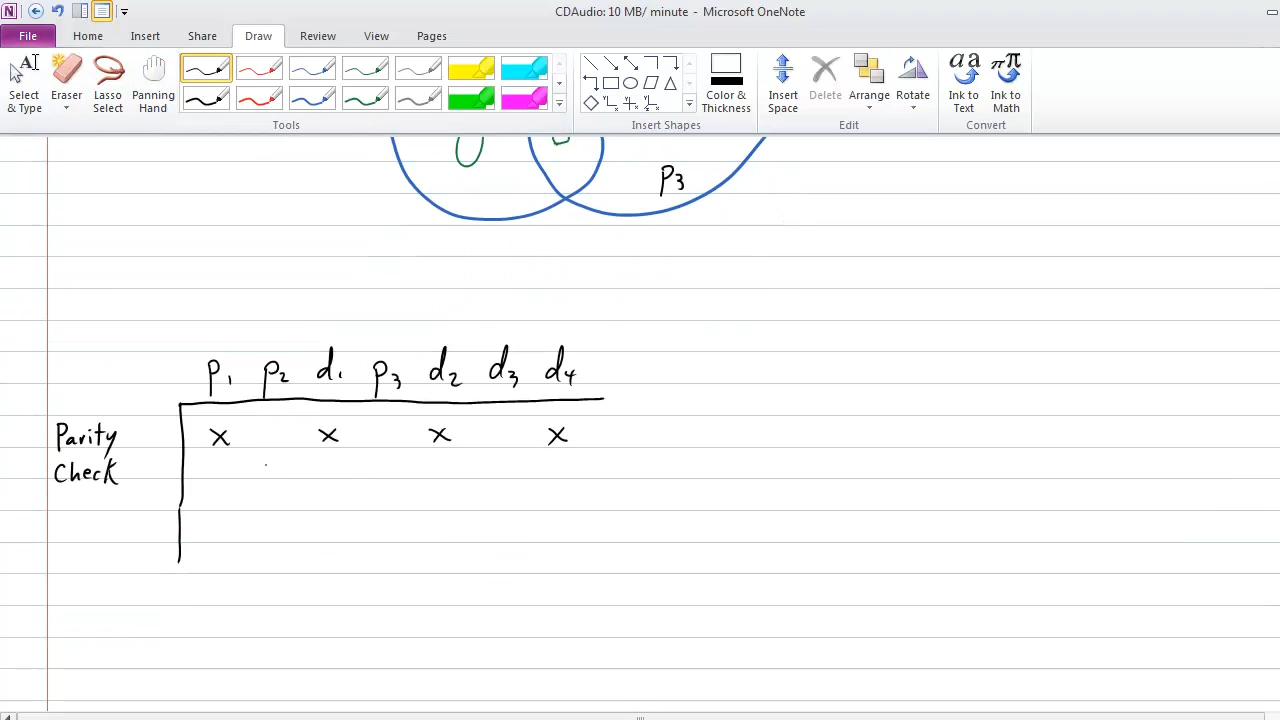 CDAudio: 10 MB/ minute - Microsoft OneNote
File Home Insert Share Draw Review View Pages
Select & Type Eraser Lasso Select Panning Hand Color & Thickness Insert Space Delete Arrange Rotate Ink to Text Ink to Math
Tools Insert Shapes Edit Convert
p3
p1 p2 d1 p3 d2 d3 d4
Parity x x x x
Check